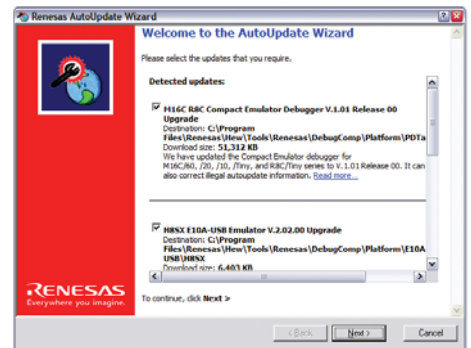 Renesas AutoUpdate Wizard
Welcome to the AutoUpdate Wizard
Please select the updates that you require.
Detected updates:
M16C R8C Compact Emulator Debugger V.1.01 Release 00
Upgrade
Destination: C:\Program
Files\Renesas\Hew\Tools\Renesas\DebugComp\Platform\PDTa
Download size: 51,312 KB
We have updated the Compact Emulator debugger for
M16C/60, /20, /10, /Tiny, and R8C/Tiny series to V.1.01 Release 00. It can
also correct illegal autoupdate information. Read more...
H8SX E10A-USB Emulator V.2.02.00 Upgrade
Destination: C:\Program
Files\Renesas\Hew\Tools\Renesas\DebugComp\Platform\E10A
USB\H8SX
Download size: 6,403 KB
RENESAS
Everywhere you imagine.
To continue, click Next >
< Back
Next >
Cancel